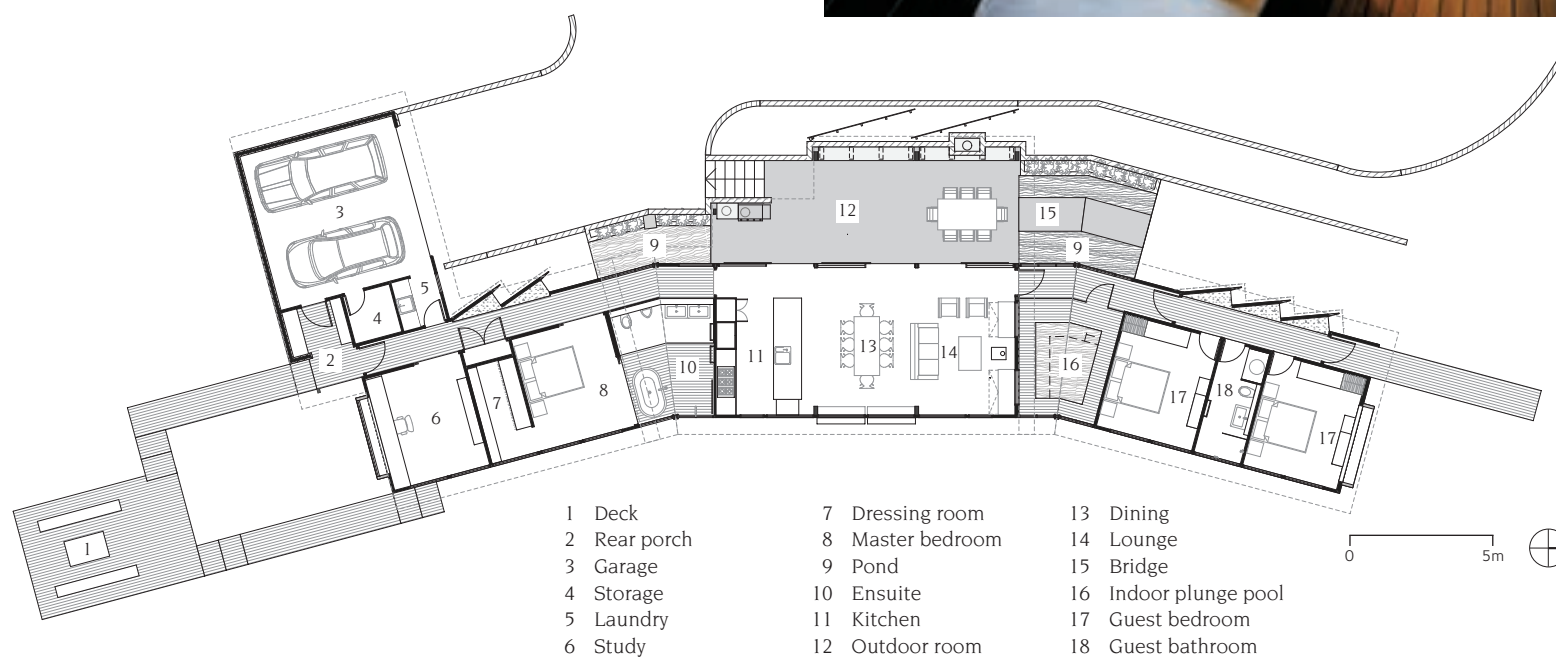 3
12
15
9
9
5
4
2
13
14
11
16
10
8
7
6
17
18
17
1
1 Deck
2 Rear porch
3 Garage
4 Storage
5 Laundry
6 Study
7 Dressing room
8 Master bedroom
9 Pond
10 Ensuite
11 Kitchen
12 Outdoor room
13 Dining
14 Lounge
15 Bridge
16 Indoor plunge pool
17 Guest bedroom
18 Guest bathroom
0 5m